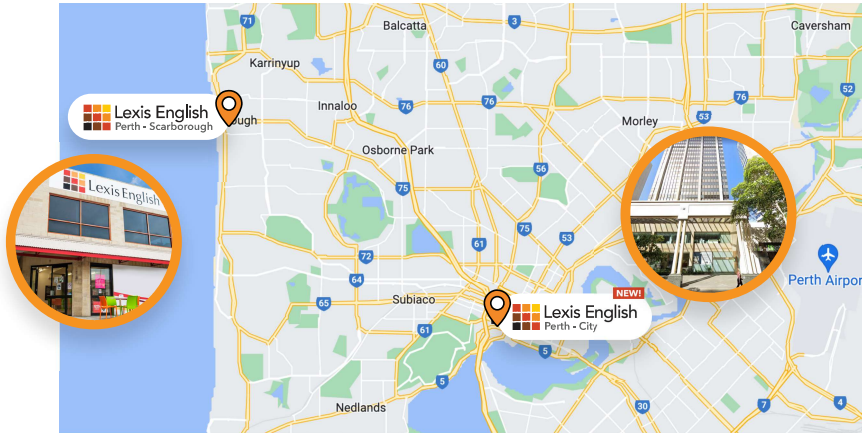 71
Balcatta
3
Caversham
Karrinyup
60
52
Lexis English
Perth - Scarborough
ugh
Innaloo
76
76
76
53
Morley
Osborne Park
56
Lexis English
75
75
53
61
72
64
Perth Airpor
65
Subiaco
NEW!
Lexis English
Perth - City
61
5
5
Nedlands
30
7
4